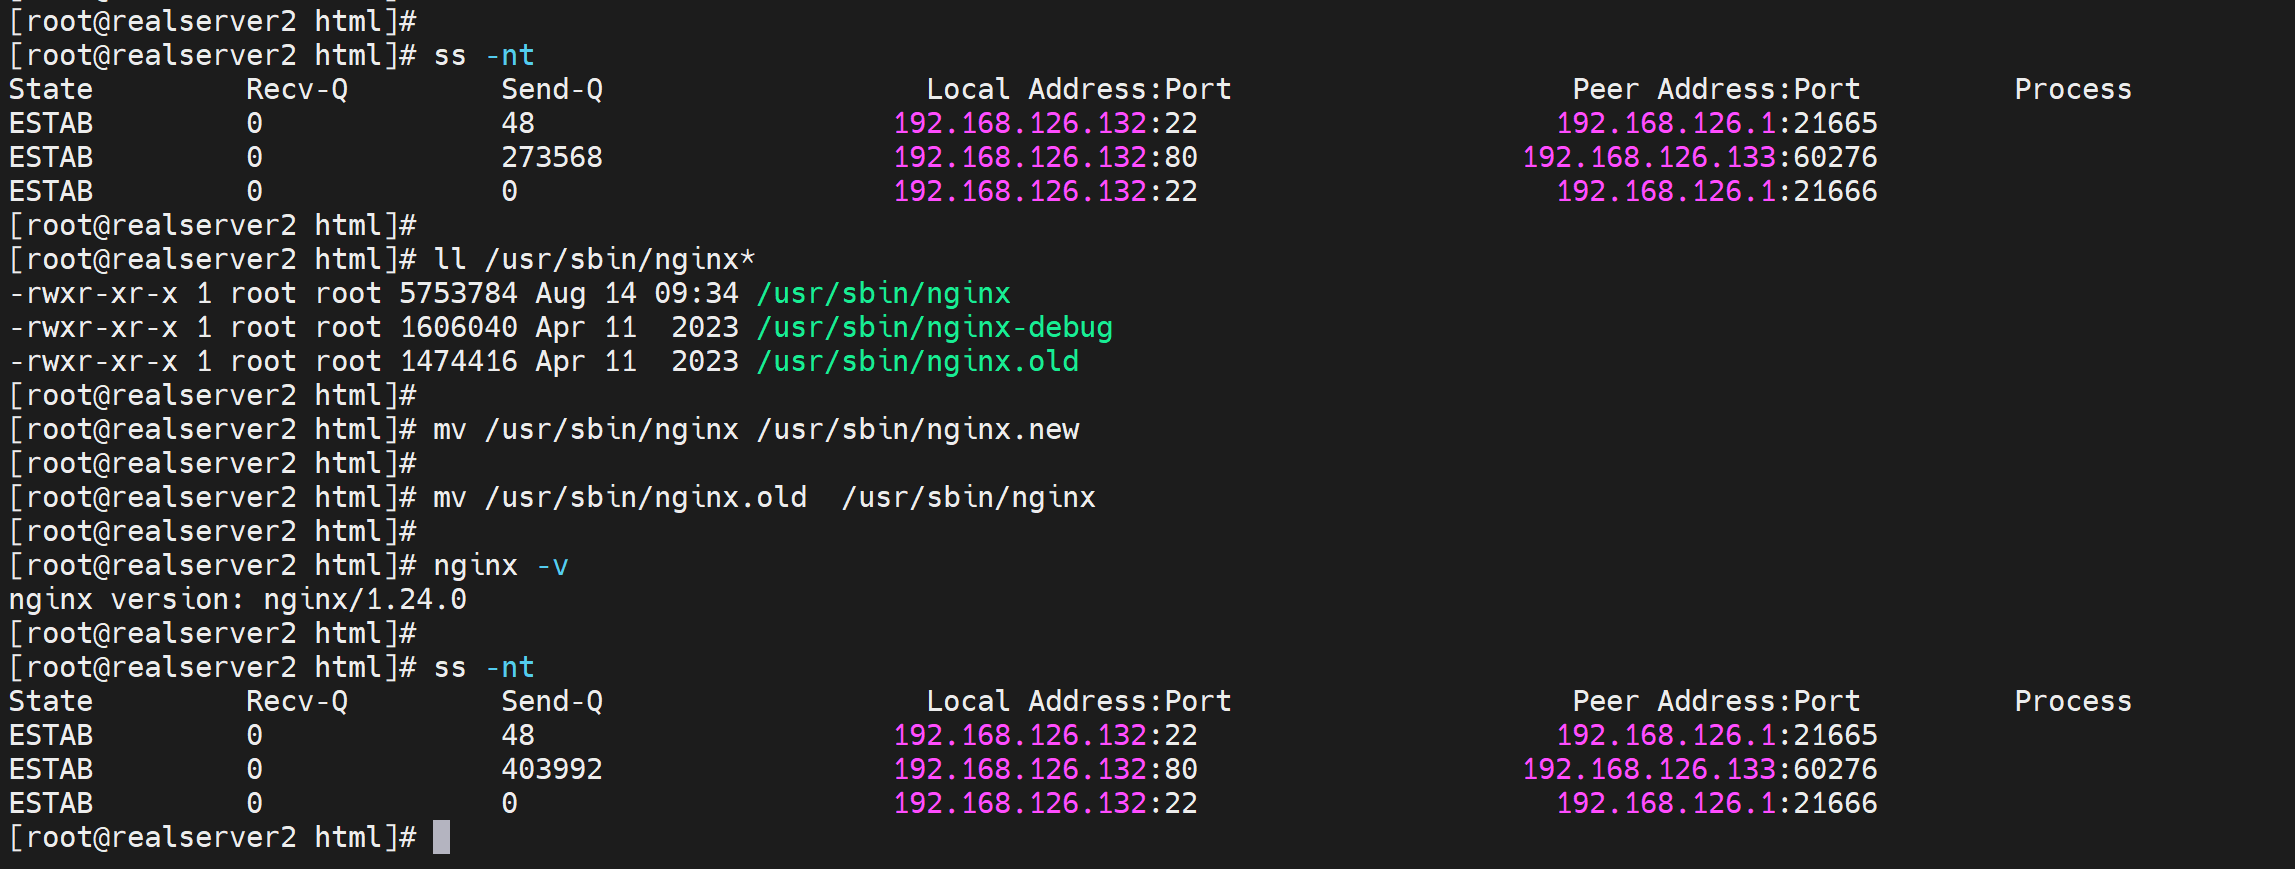 [root@realserver2 html]#
[root@realserver2 html]# ss -nt
State Recv-Q Send-Q Local Address:Port Peer Address:Port Process
ESTAB 0 48 192.168.126.132:22 192.168.126.1:21665
ESTAB 0 273568 192.168.126.132:80 192.168.126.133:60276
ESTAB 0 0 192.168.126.132:22 192.168.126.1:21666
[root@realserver2 html]#
[root@realserver2 html]# ll /usr/sbin/nginx*
-rwxr-xr-x 1 root root 5753784 Aug 14 09:34 /usr/sbin/nginx
-rwxr-xr-x 1 root root 1606040 Apr 11  2023 /usr/sbin/nginx-debug
-rwxr-xr-x 1 root root 1474416 Apr 11  2023 /usr/sbin/nginx.old
[root@realserver2 html]#
[root@realserver2 html]# mv /usr/sbin/nginx /usr/sbin/nginx.new
[root@realserver2 html]#
[root@realserver2 html]# mv /usr/sbin/nginx.old  /usr/sbin/nginx
[root@realserver2 html]#
[root@realserver2 html]# nginx -v
nginx version: nginx/1.24.0
[root@realserver2 html]#
[root@realserver2 html]# ss -nt
State Recv-Q Send-Q Local Address:Port Peer Address:Port Process
ESTAB 0 48 192.168.126.132:22 192.168.126.1:21665
ESTAB 0 403992 192.168.126.132:80 192.168.126.133:60276
ESTAB 0 0 192.168.126.132:22 192.168.126.1:21666
[root@realserver2 html]#